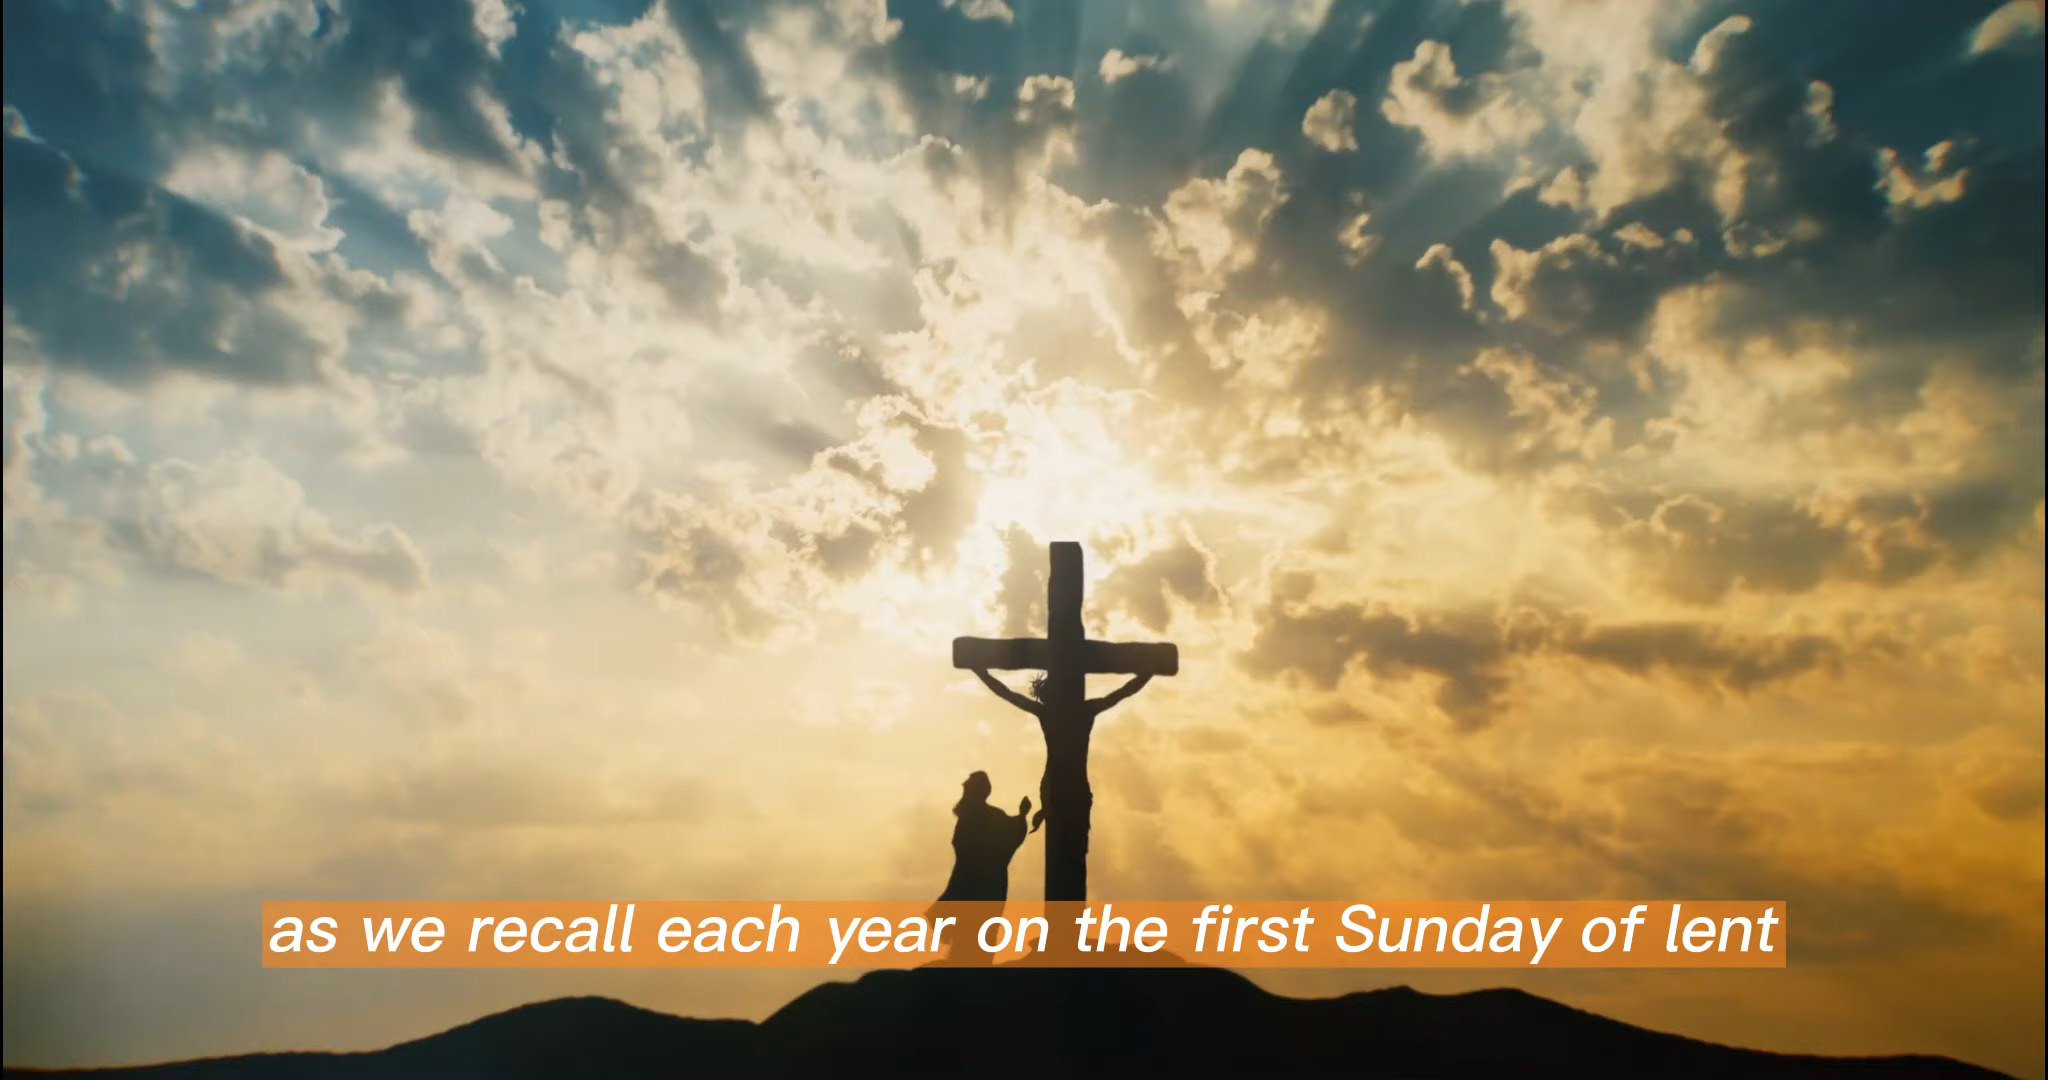 as we recall each year on the first Sunday of lent